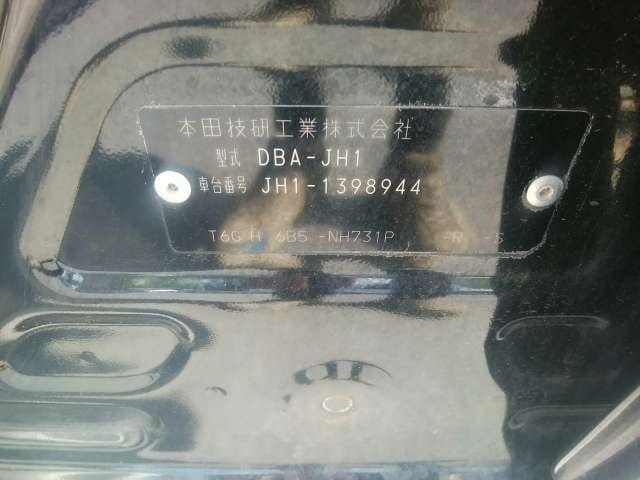 本田技研工業株式会社
型式 DBA-JH1
車台番号 JH1-1398944
T6G H 6B5 -NH731P -R -S